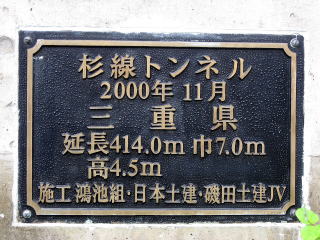 杉線トンネル
2000年 11月
三重県
延長414.0m 巾7.0m
高4.5m
施工 鴻池組・日本土建・磯田土建JV